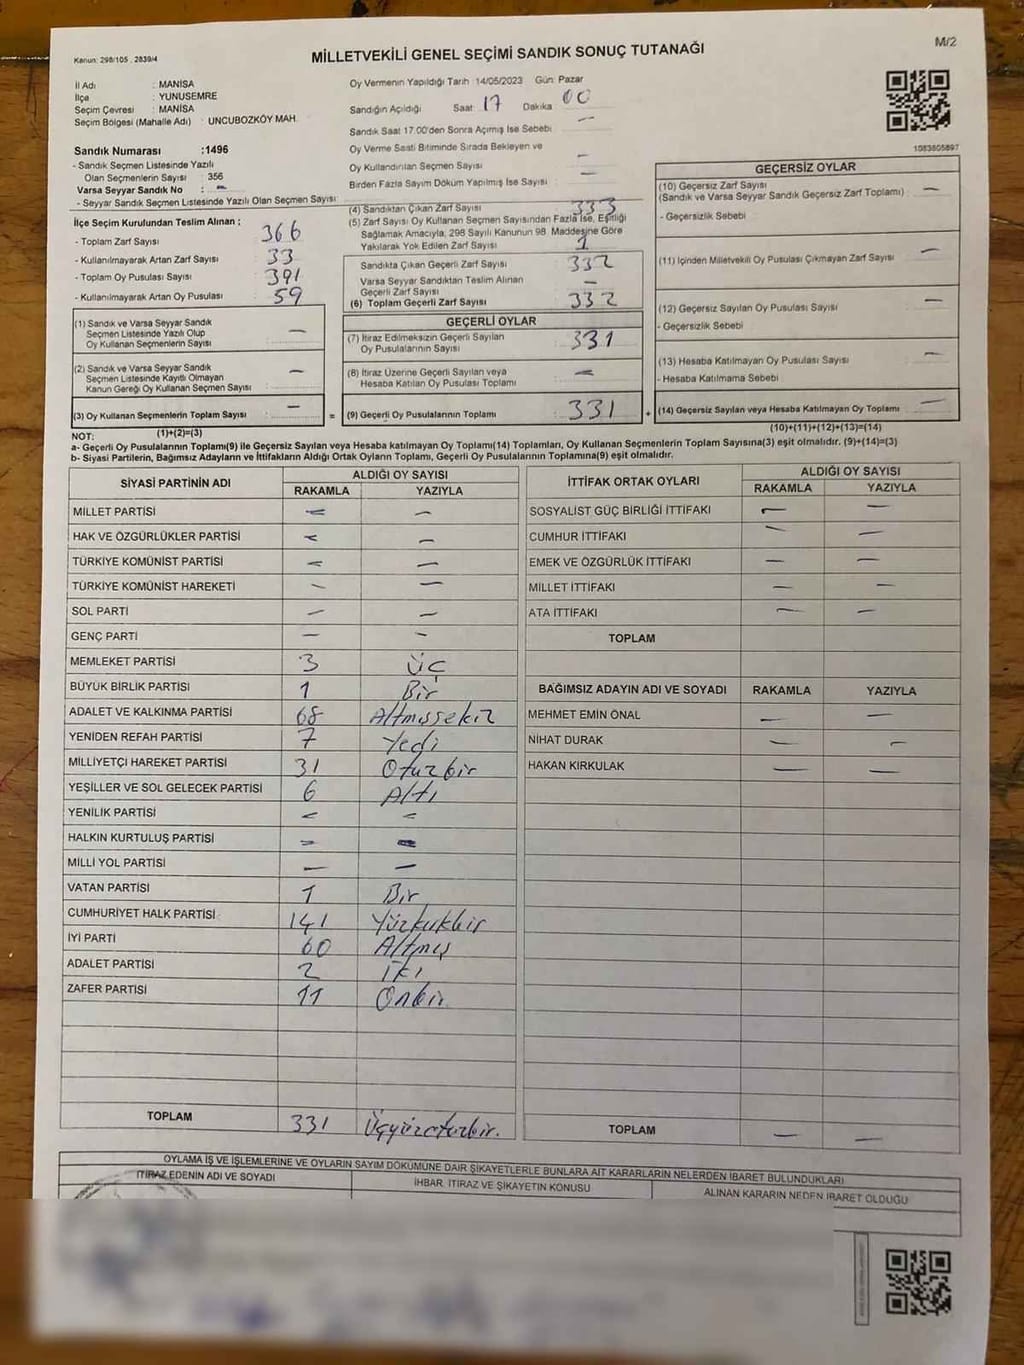 M/2
Kanun: 298/105 , 2839/4
MİLLETVEKİLİ GENEL SEÇİMİ SANDIK SONUÇ TUTANAĞI
İl Adı : MANİSA
İlçe : YUNUSEMRE
Seçim Çevresi : MANİSA
Seçim Bölgesi (Mahalle Adı) : UNCUBOZKÖY MAH.
Oy Vermenin Yapıldığı Tarih 14/05/2023 Gün: Pazar
Sandığın Açıldığı Saat: 17 Dakika: 00
Sandık Saat 17.00'den Sonra Açımış İse Sebebi —
Oy Verme Saati Bitiminde Sırada Bekleyen ve
Oy Kullandırılan Seçmen Sayısı —
Birden Fazla Sayım Döküm Yapılmış İse Sayısı —
1083805897
Sandık Numarası :1496
- Sandık Seçmen Listesinde Yazılı
Olan Seçmenlerin Sayısı : 356
Varsa Seyyar Sandık No : —
- Seyyar Sandık Seçmen Listesinde Yazılı Olan Seçmen Sayısı
İlçe Seçim Kurulundan Teslim Alınan ;
- Toplam Zarf Sayısı 366
- Kullanılmayarak Artan Zarf Sayısı 33
- Toplam Oy Pusulası Sayısı 391
- Kullanılmayarak Artan Oy Pusulası 59
(1) Sandık ve Varsa Seyyar Sandık
Seçmen Listesinde Yazılı Olup
Oy Kullanan Seçmenlerin Sayısı —
(2) Sandık ve Varsa Seyyar Sandık
Seçmen Listesinde Kayıtlı Olmayan
Kanun Gereği Oy Kullanan Seçmen Sayısı —
(3) Oy Kullanan Seçmenlerin Toplam Sayısı —
(1)+(2)=(3)
(4) Sandıktan Çıkan Zarf Sayısı 333
(5) Zarf Sayısı Oy Kullanan Seçmen Sayısından Fazla İse, Eşitliği
Sağlamak Amacıyla, 298 Sayılı Kanunun 98. Maddesine Göre
Yakılarak Yok Edilen Zarf Sayısı 1
Sandıkta Çıkan Geçerli Zarf Sayısı 332
Varsa Seyyar Sandıktan Teslim Alınan
Geçerli Zarf Sayısı —
(6) Toplam Geçerli Zarf Sayısı 332
GEÇERLİ OYLAR
(7) İtiraz Edilmeksizin Geçerli Sayılan
Oy Pusulalarının Sayısı 331
(8) İtiraz Üzerine Geçerli Sayılan veya
Hesaba Katılan Oy Pusulası Toplamı —
= (9) Geçerli Oy Pusulalarının Toplamı 331 +
GEÇERSİZ OYLAR
(10) Geçersiz Zarf Sayısı
(Sandık ve Varsa Seyyar Sandık Geçersiz Zarf Toplamı) —
- Geçersizlik Sebebi
(11) İçinden Milletvekili Oy Pusulası Çıkmayan Zarf Sayısı —
(12) Geçersiz Sayılan Oy Pusulası Sayısı —
- Geçersizlik Sebebi
(13) Hesaba Katılmayan Oy Pusulası Sayısı —
- Hesaba Katılmama Sebebi
(14) Geçersiz Sayılan veya Hesaba Katılmayan Oy Toplamı —
(10)+(11)+(12)+(13)=(14)
NOT:
a- Geçerli Oy Pusulalarının Toplamı(9) ile Geçersiz Sayılan veya Hesaba katılmayan Oy Toplamı(14) Toplamları, Oy Kullanan Seçmenlerin Toplam Sayısına(3) eşit olmalıdır. (9)+(14)=(3)
b- Siyasi Partilerin, Bağımsız Adayların ve İttifakların Aldığı Ortak Oyların Toplamı, Geçerli Oy Pusulalarının Toplamına(9) eşit olmalıdır.
SİYASİ PARTİNİN ADI ALDIĞI OY SAYISI
RAKAMLA YAZIYLA
MİLLET PARTİSİ — —
HAK VE ÖZGÜRLÜKLER PARTİSİ — —
TÜRKİYE KOMÜNİST PARTİSİ — —
TÜRKİYE KOMÜNİST HAREKETİ — —
SOL PARTİ — —
GENÇ PARTİ — —
MEMLEKET PARTİSİ 3 Üç
BÜYÜK BİRLİK PARTİSİ 1 Bir
ADALET VE KALKINMA PARTİSİ 68 Altmışsekiz
YENİDEN REFAH PARTİSİ 7 Yedi
MİLLİYETÇİ HAREKET PARTİSİ 31 Otuzbir
YEŞİLLER VE SOL GELECEK PARTİSİ 6 Altı
YENİLİK PARTİSİ — —
HALKIN KURTULUŞ PARTİSİ — —
MİLLİ YOL PARTİSİ — —
VATAN PARTİSİ 1 Bir
CUMHURİYET HALK PARTİSİ 141 Yüzkırkbir
İYİ PARTİ 60 Altmış
ADALET PARTİSİ 2 İki
ZAFER PARTİSİ 11 Onbir
TOPLAM 331 Üçyüzotuzbir.
İTTİFAK ORTAK OYLARI ALDIĞI OY SAYISI
RAKAMLA YAZIYLA
SOSYALİST GÜÇ BİRLİĞİ İTTİFAKI — —
CUMHUR İTTİFAKI — —
EMEK VE ÖZGÜRLÜK İTTİFAKI — —
MİLLET İTTİFAKI — —
ATA İTTİFAKI — —
TOPLAM
BAĞIMSIZ ADAYIN ADI VE SOYADI RAKAMLA YAZIYLA
MEHMET EMİN ÖNAL — —
NİHAT DURAK — —
HAKAN KIRKULAK — —
TOPLAM — —
OYLAMA İŞ VE İŞLEMLERİNE VE OYLARIN SAYIM DÖKÜMÜNE DAİR ŞİKAYETLERLE BUNLARA AİT KARARLARIN NELERDEN İBARET BULUNDUKLARI
İTİRAZ EDENİN ADI VE SOYADI İHBAR, İTİRAZ VE ŞİKAYETİN KONUSU ALINAN KARARIN NEDEN İBARET OLDUĞU